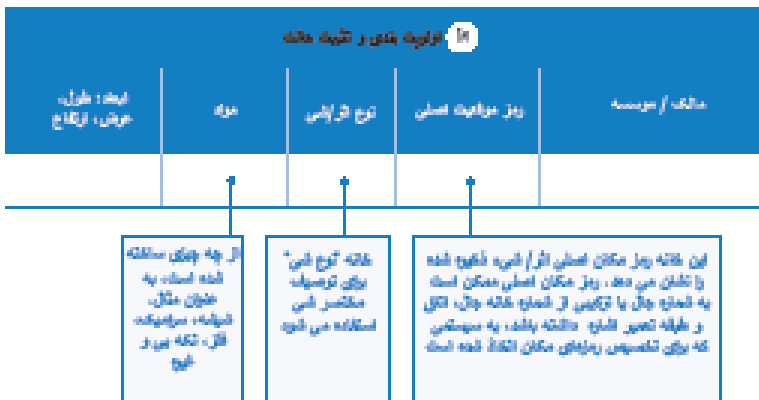 اولویت بندی و تثبیت خانه
مالک / موسسه
رمز موقعیت اصلی
نوع اثر/شی
مواد
ابعاد: طول،
عرض، ارتفاع
این خانه رمز مکان اصلی اثر/ شیء ذخیره شده
را نشان می دهد. رمز مکان اصلی ممکن است
به شماره جال یا ترکیبی از شماره خانه جال، اتاق
و طبقه تعمیر اشاره داشته باشد، به سیستمی
که برای تخصیص رمزهای مکان اتخاذ شده است
خانه "نوع شی"
برای توصیف
مختصر شی
استفاده می شود
از چه چیزی ساخته
شده است، به
عنوان مثال،
شیشه، سرامیک،
فلز، تکه یی و
غیره